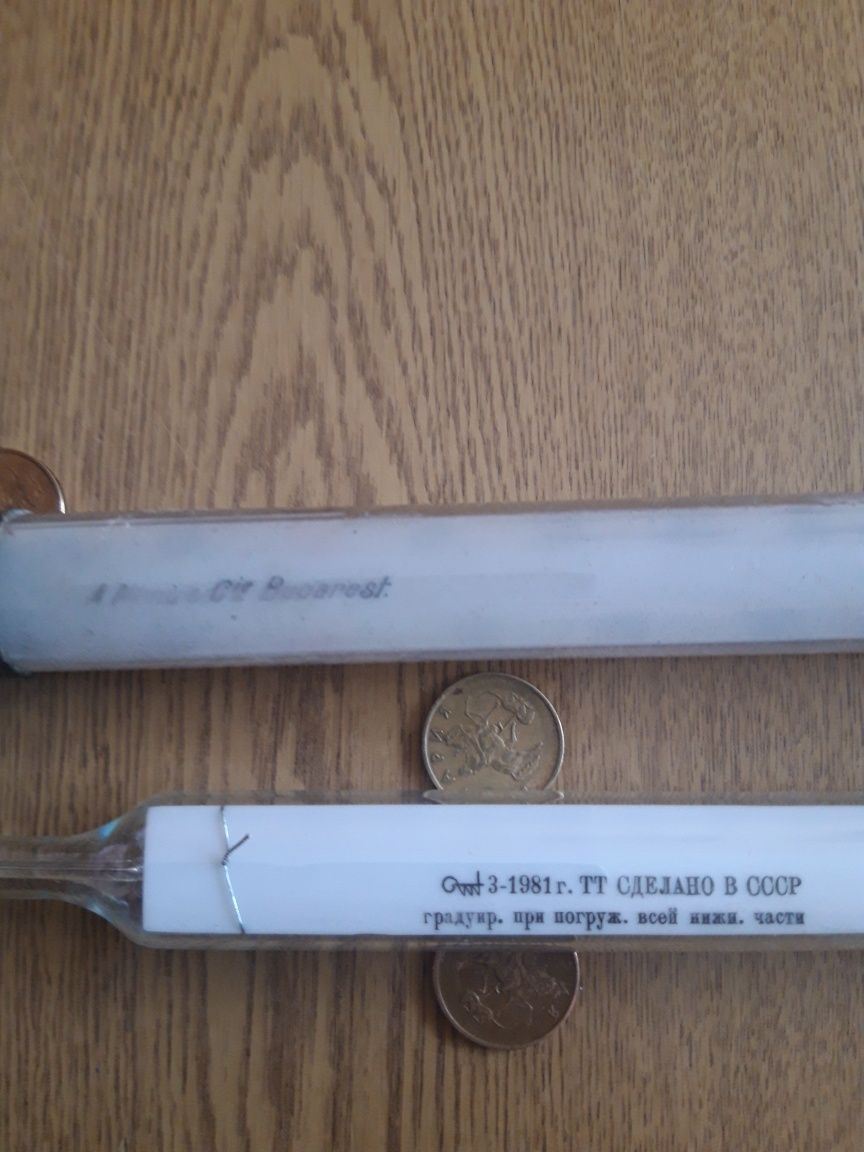 Bucarest.
3-1981 г. ТТ СДЕЛАНО В СССР
градуир. при погруж. всей нижн. части